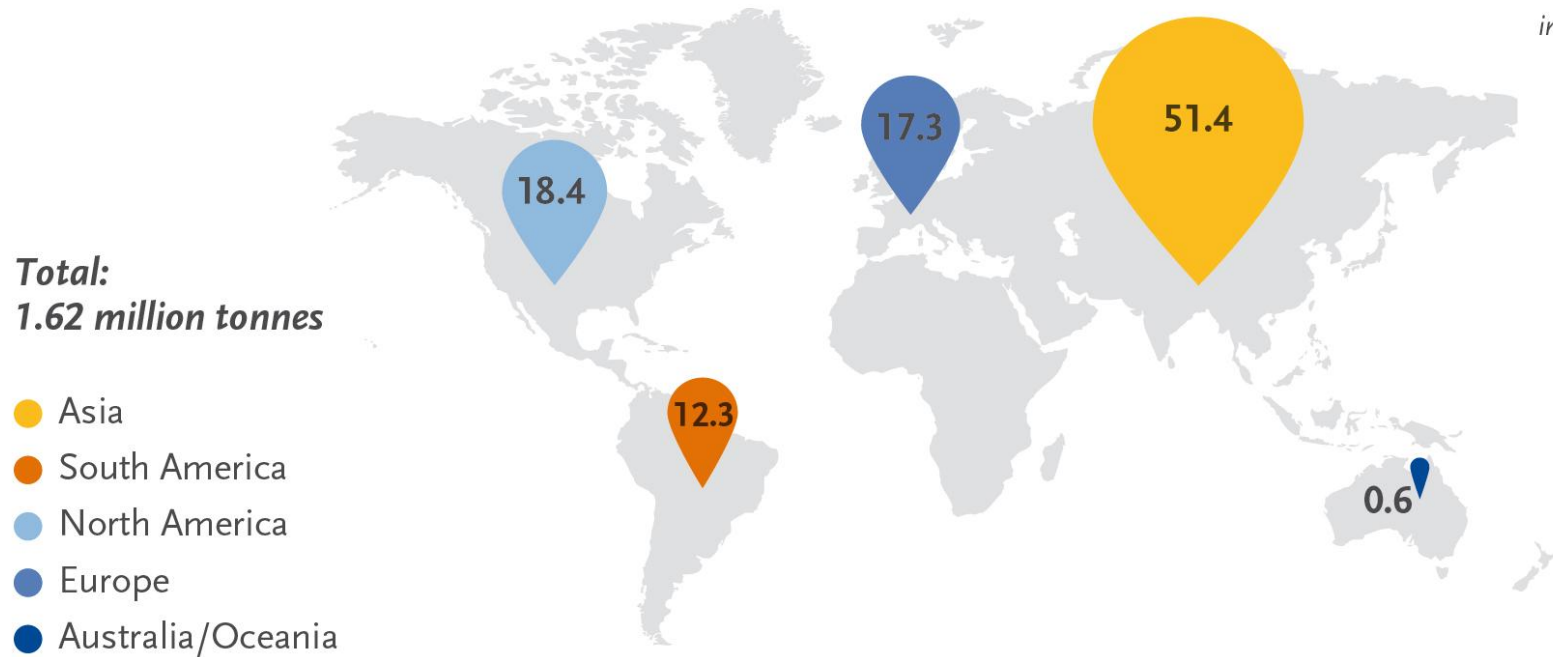 51.4
17.3
18.4
Total:
1.62 million tonnes
12.3
0.6
Asia
South America
North America
Europe
Australia/Oceania